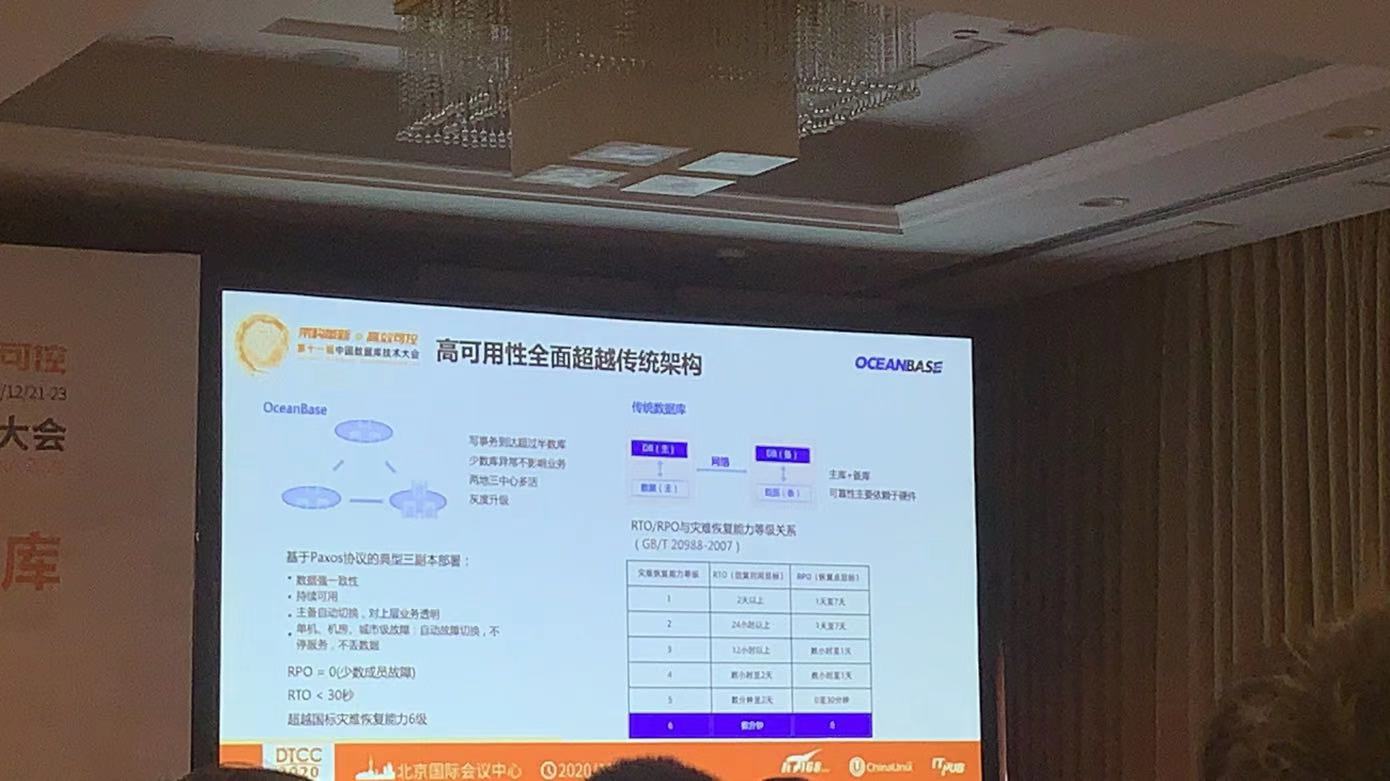 可控
/12/21-23
大会
库
架构革新 高效可控
第十一届中国数据库技术大会
高可用性全面超越传统架构
OCEANBASE
OceanBase
写事务到达超过半数库
少数库异常不影响业务
两地三中心多活
灰度升级
基于Paxos协议的典型三副本部署：
• 数据强一致性
• 持续可用
• 主备自动切换，对上层业务透明
• 单机、机房、城市级故障：自动故障切换，不
停服务，不丢数据
RPO = 0(少数成员故障)
RTO < 30秒
超越国标灾难恢复能力6级
传统数据库
DB（主）
网络
DB（备）
数据（主）
数据（备）
主库+备库
可靠性主要依赖于硬件
RTO/RPO与灾难恢复能力等级关系
（GB/T 20988-2007）
灾难恢复能力等级 RTO（恢复时间目标） RPO（恢复点目标）
1 2天以上 1天至7天
2 24小时以上 1天至7天
3 12小时以上 数小时至1天
4 数小时至2天 数小时至1天
5 数分钟至2天 0至30分钟
6 数分钟 0
DTCC
2020
北京国际会议中心
2020/
IT168
ChinaUnix
ITPUB